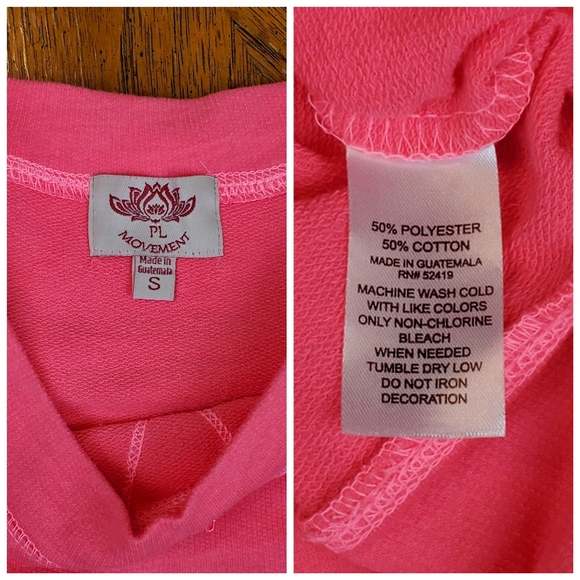 PL
MOVEMENT
Made in
Guatemala
S
50% POLYESTER
50% COTTON
MADE IN GUATEMALA
RN# 52419
MACHINE WASH COLD
WITH LIKE COLORS
ONLY NON-CHLORINE
BLEACH
WHEN NEEDED
TUMBLE DRY LOW
DO NOT IRON
DECORATION